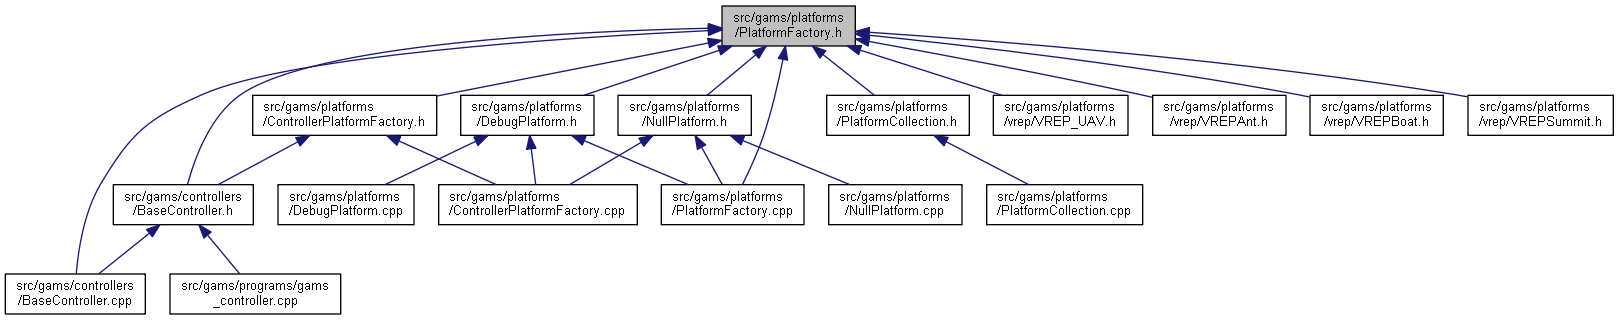 src/gams/platforms
/PlatformFactory.h
src/gams/platforms
/ControllerPlatformFactory.h
src/gams/platforms
/DebugPlatform.h
src/gams/platforms
/NullPlatform.h
src/gams/platforms
/PlatformCollection.h
src/gams/platforms
/vrep/VREP_UAV.h
src/gams/platforms
/vrep/VREPAnt.h
src/gams/platforms
/vrep/VREPBoat.h
src/gams/platforms
/vrep/VREPSummit.h
src/gams/controllers
/BaseController.h
src/gams/platforms
/DebugPlatform.cpp
src/gams/platforms
/ControllerPlatformFactory.cpp
src/gams/platforms
/PlatformFactory.cpp
src/gams/platforms
/NullPlatform.cpp
src/gams/platforms
/PlatformCollection.cpp
src/gams/controllers
/BaseController.cpp
src/gams/programs/gams
_controller.cpp